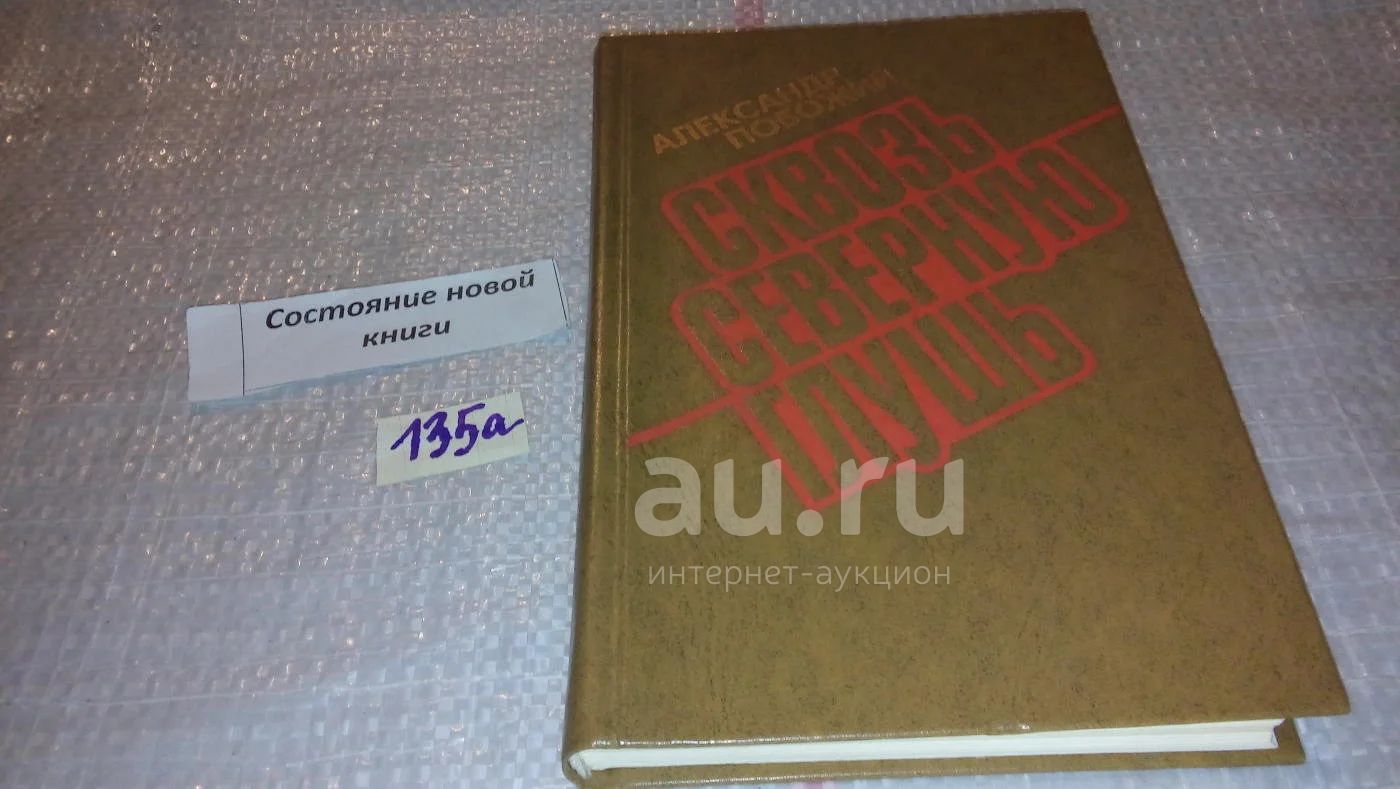 Состояние новой
книги
135а
АЛЕКСАНДР
ПОБОЖИЙ
СКВОЗЬ
СЕВЕРНУЮ
ГЛУШЬ
au.ru
интернет-аукцион